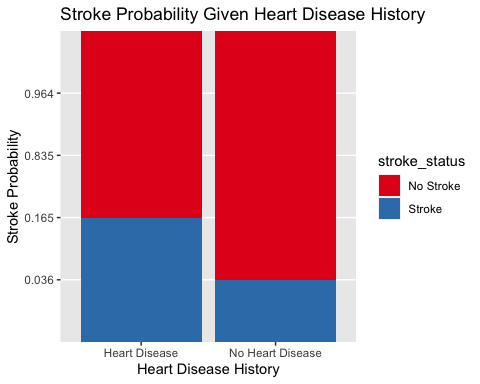 Stroke Probability Given Heart Disease History
Stroke Probability
0.964
0.835
0.165
0.036
Heart Disease
No Heart Disease
Heart Disease History
stroke_status
No Stroke
Stroke